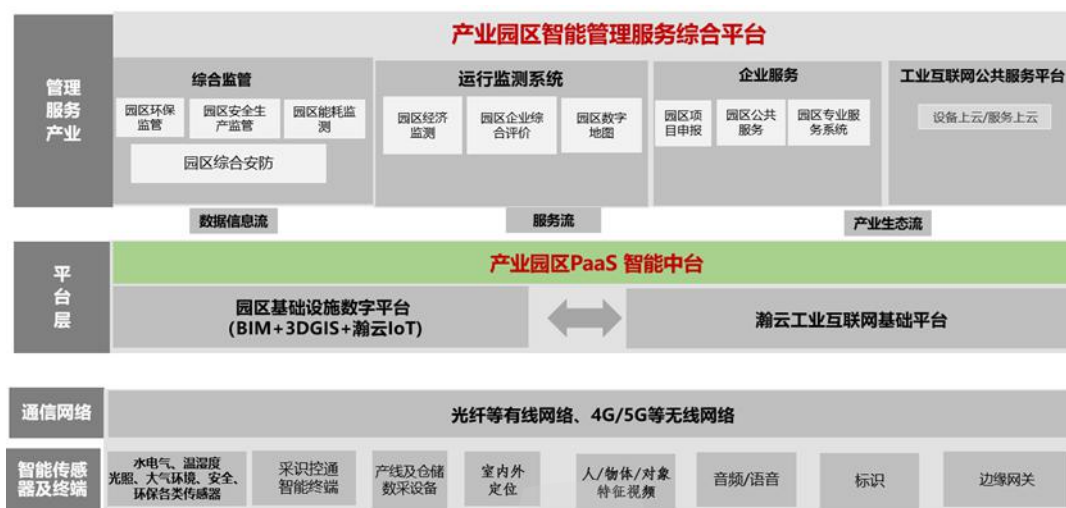 产业园区智能管理服务综合平台
管理
服务
产业
综合监管
园区环保
监管
园区安全生
产监管
园区能耗监
测
园区综合安防
运行监测系统
园区经济
监测
园区企业综
合评价
园区数字
地图
企业服务
园区项
目申报
园区公共
服务
园区专业服
务系统
工业互联网公共服务平台
设备上云/服务上云
数据信息流
服务流
产业生态流
平
台
层
产业园区PaaS 智能中台
园区基础设施数字平台
(BIM+3DGIS+瀚云IoT)
瀚云工业互联网基础平台
通信网络
光纤等有线网络、4G/5G等无线网络
智能传感
器及终端
水电气、温湿度
光照、大气环境、安全、
环保各类传感器
采识控通
智能终端
产线及仓储
数采设备
室内外
定位
人/物体/对象
特征视频
音频/语音
标识
边缘网关